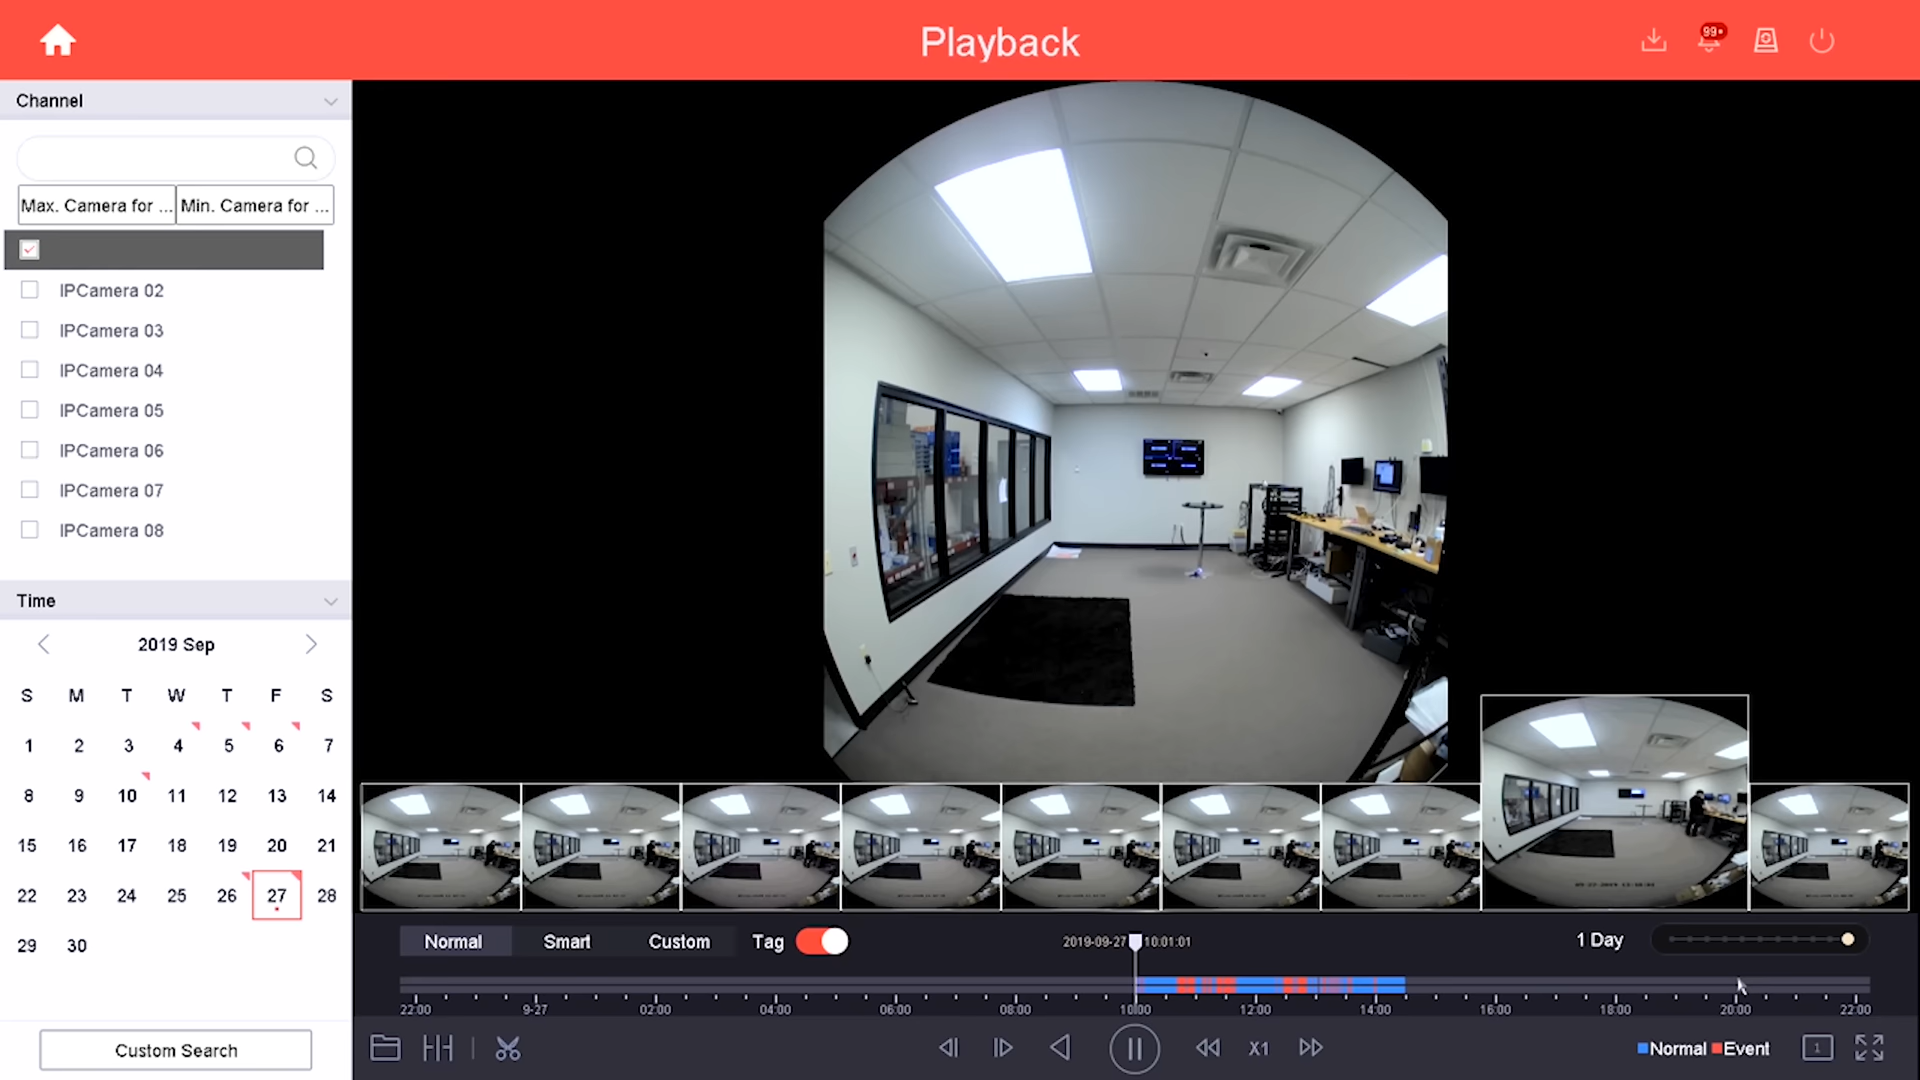 Playback
99+
Channel
Max. Camera for ...
Min. Camera for ...
IPCamera 02
IPCamera 03
IPCamera 04
IPCamera 05
IPCamera 06
IPCamera 07
IPCamera 08
Time
2019 Sep
S M T W T F S
1 2 3 4 5 6 7
8 9 10 11 12 13 14
15 16 17 18 19 20 21
22 23 24 25 26 27 28
29 30
Custom Search
Normal Smart Custom Tag
2019-09-27 10:01:01
1 Day
22:00 9-27 02:00 04:00 06:00 08:00 10:00 12:00 14:00 16:00 18:00 20:00 22:00
X1
Normal Event
1